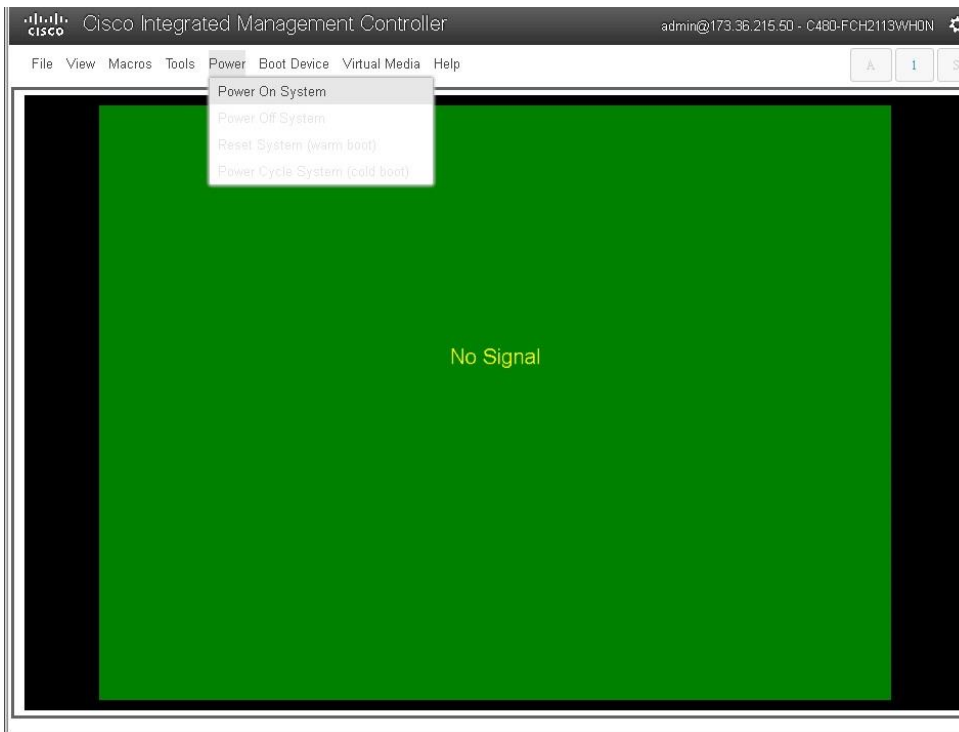 cisco Cisco Integrated Management Controller admin@173.36.215.50 - C480-FCH2113WH0N
File View Macros Tools Power Boot Device Virtual Media Help A 1 S
Power On System
Power Off System
Reset System (warm boot)
Power Cycle System (cold boot)
No Signal